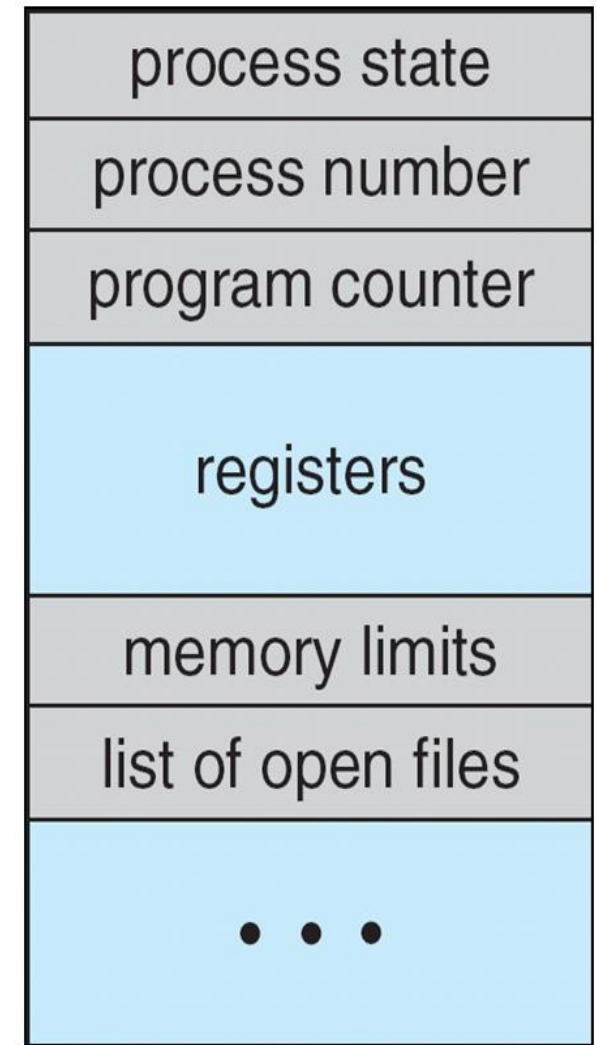 process state
process number
program counter
registers
memory limits
list of open files
• • •